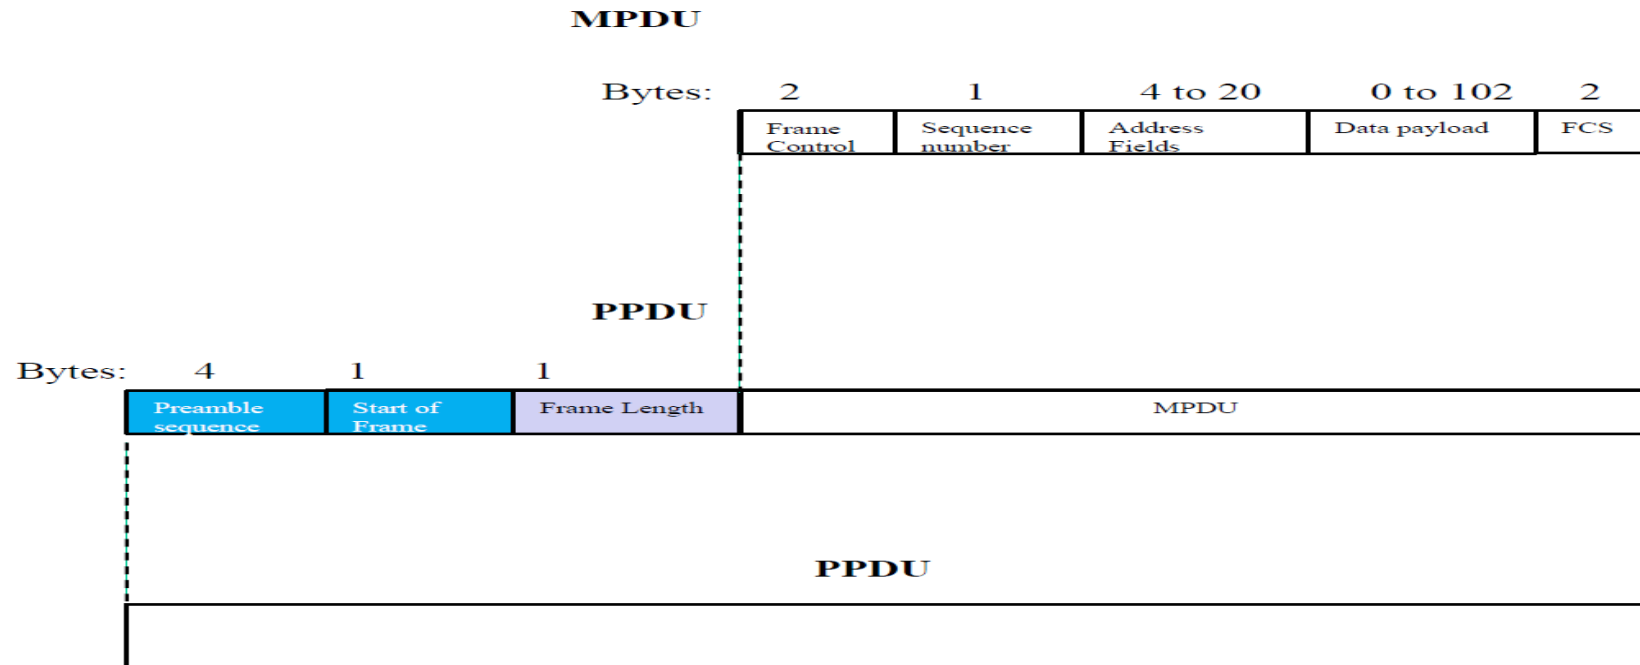 MPDU
Bytes: 2 1 4 to 20 0 to 102 2
Frame Control Sequence number Address Fields Data payload FCS
PPDU
Bytes: 4 1 1
Preamble sequence Start of Frame Frame Length MPDU
PPDU